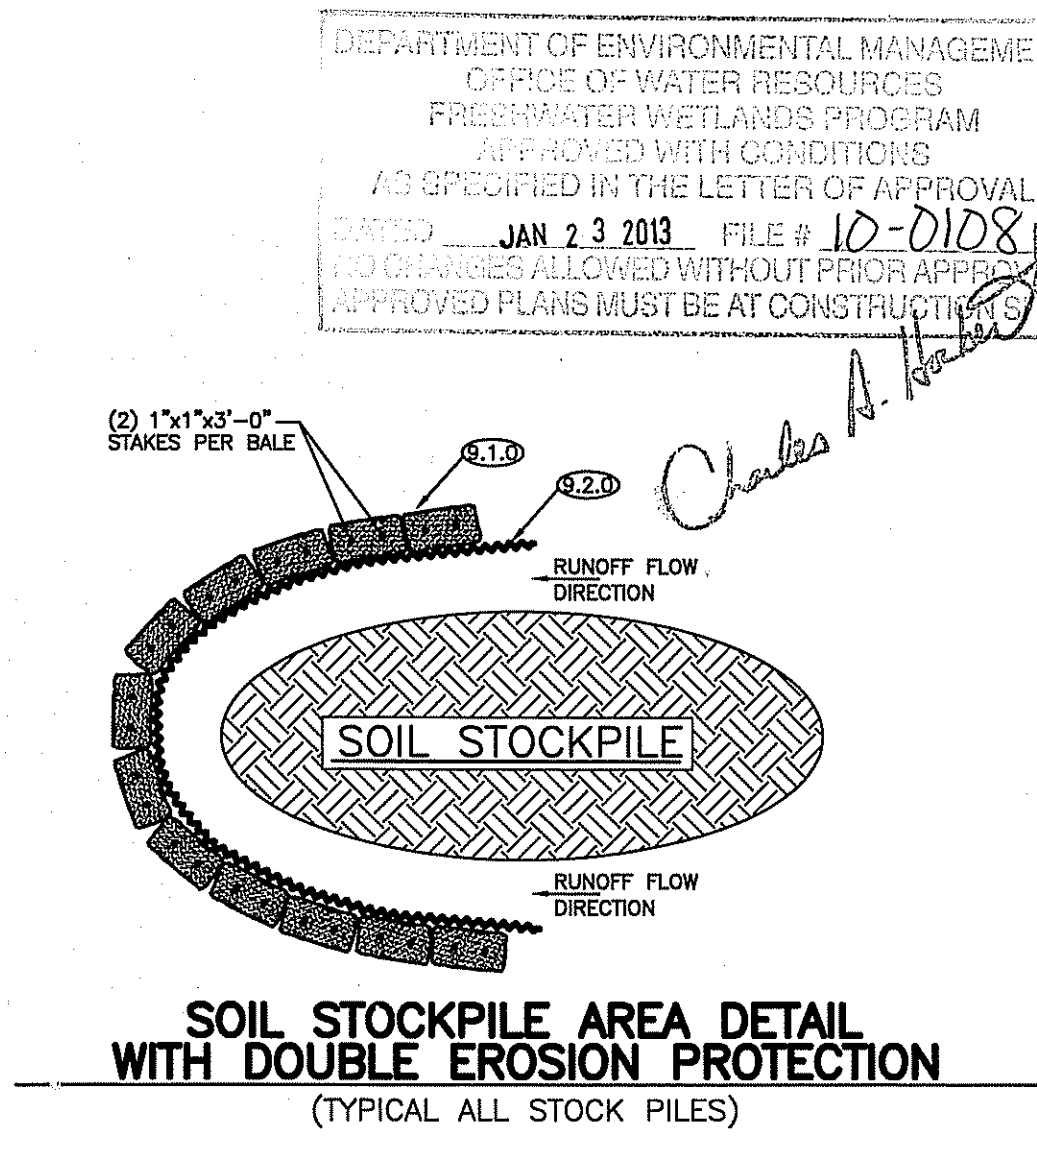 DEPARTMENT OF ENVIRONMENTAL MANAGEME
OFFICE OF WATER RESOURCES
FRESHWATER WETLANDS PROGRAM
APPROVED WITH CONDITIONS
AS SPECIFIED IN THE LETTER OF APPROVAL
DATED JAN 23 2013 FILE # 10-0108
NO CHANGES ALLOWED WITHOUT PRIOR APPROVA
APPROVED PLANS MUST BE AT CONSTRUCTION S
Charles A.
(2) 1"x1"x3'-0"
STAKES PER BALE
9.1.0
9.2.0
RUNOFF FLOW
DIRECTION
SOIL STOCKPILE
RUNOFF FLOW
DIRECTION
SOIL STOCKPILE AREA DETAIL
WITH DOUBLE EROSION PROTECTION
(TYPICAL ALL STOCK PILES)